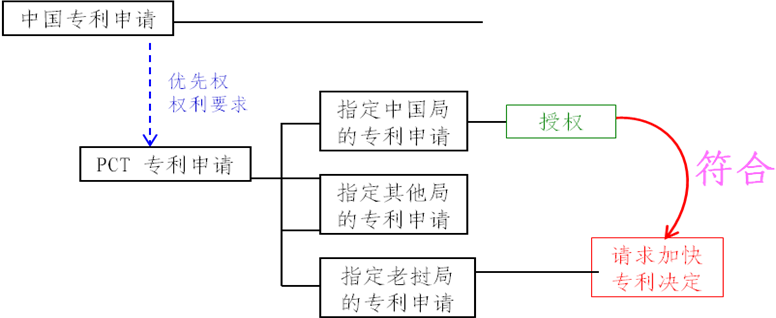 中国专利申请
优先权
权利要求
PCT 专利申请
指定中国局
的专利申请
授权
符合
指定其他局
的专利申请
请求加快
专利决定
指定老挝局
的专利申请